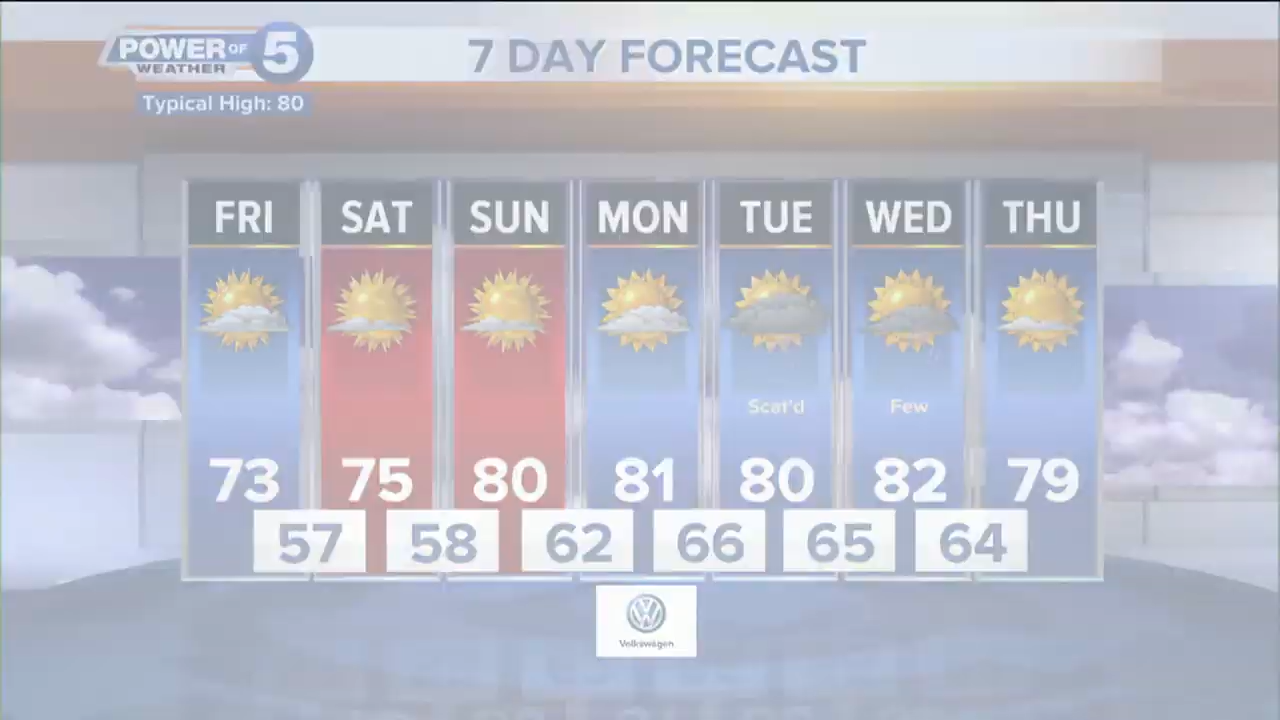 POWER OF 5
WEATHER
Typical High: 80
7 DAY FORECAST
FRI SAT SUN MON TUE WED THU
Scat'd Few
73 75 80 81 80 82 79
57 58 62 66 65 64
Volkswagen